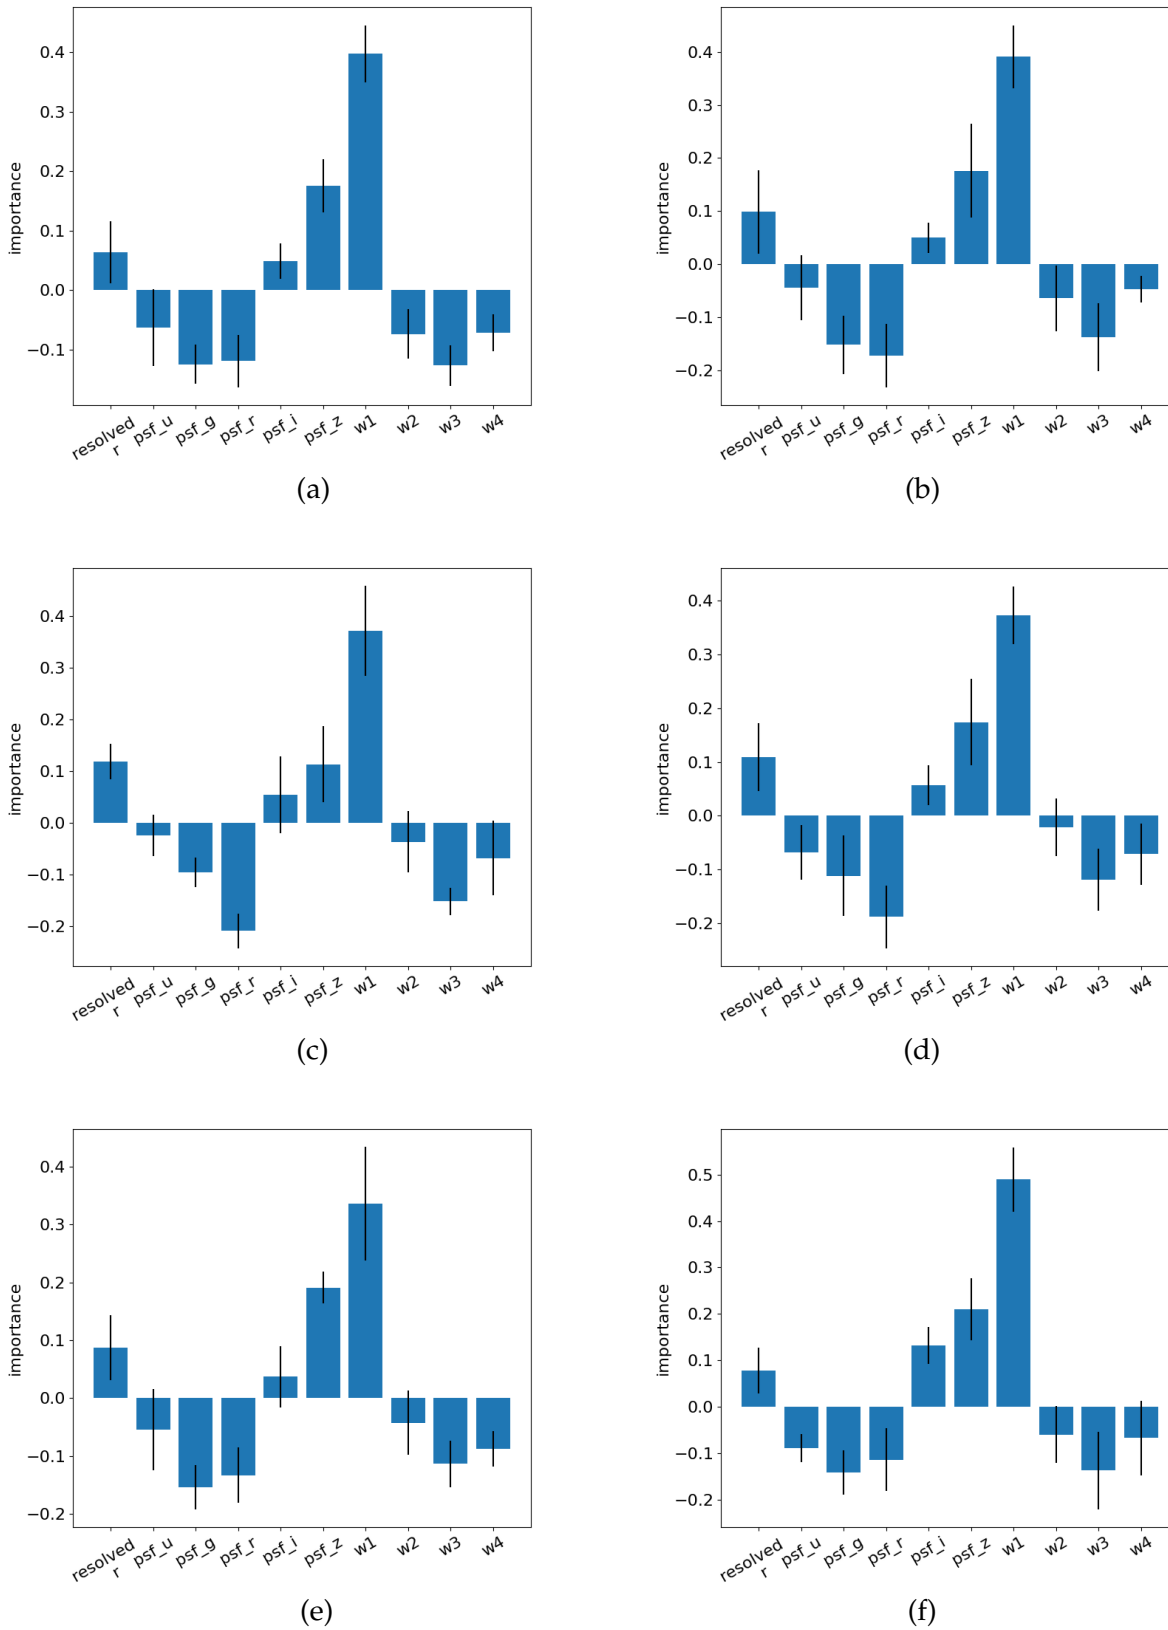 0.4
0.3
0.2
0.1
0.0
−0.1
importance
resolved
r
psf_u
psf_g
psf_r
psf_i
psf_z
w1
w2
w3
w4
(a)
0.4
0.3
0.2
0.1
0.0
−0.1
−0.2
importance
resolved
r
psf_u
psf_g
psf_r
psf_i
psf_z
w1
w2
w3
w4
(b)
0.4
0.3
0.2
0.1
0.0
−0.1
−0.2
importance
resolved
r
psf_u
psf_g
psf_r
psf_i
psf_z
w1
w2
w3
w4
(c)
0.4
0.3
0.2
0.1
0.0
−0.1
−0.2
importance
resolved
r
psf_u
psf_g
psf_r
psf_i
psf_z
w1
w2
w3
w4
(d)
0.4
0.3
0.2
0.1
0.0
−0.1
−0.2
importance
resolved
r
psf_u
psf_g
psf_r
psf_i
psf_z
w1
w2
w3
w4
(e)
0.5
0.4
0.3
0.2
0.1
0.0
−0.1
−0.2
importance
resolved
r
psf_u
psf_g
psf_r
psf_i
psf_z
w1
w2
w3
w4
(f)